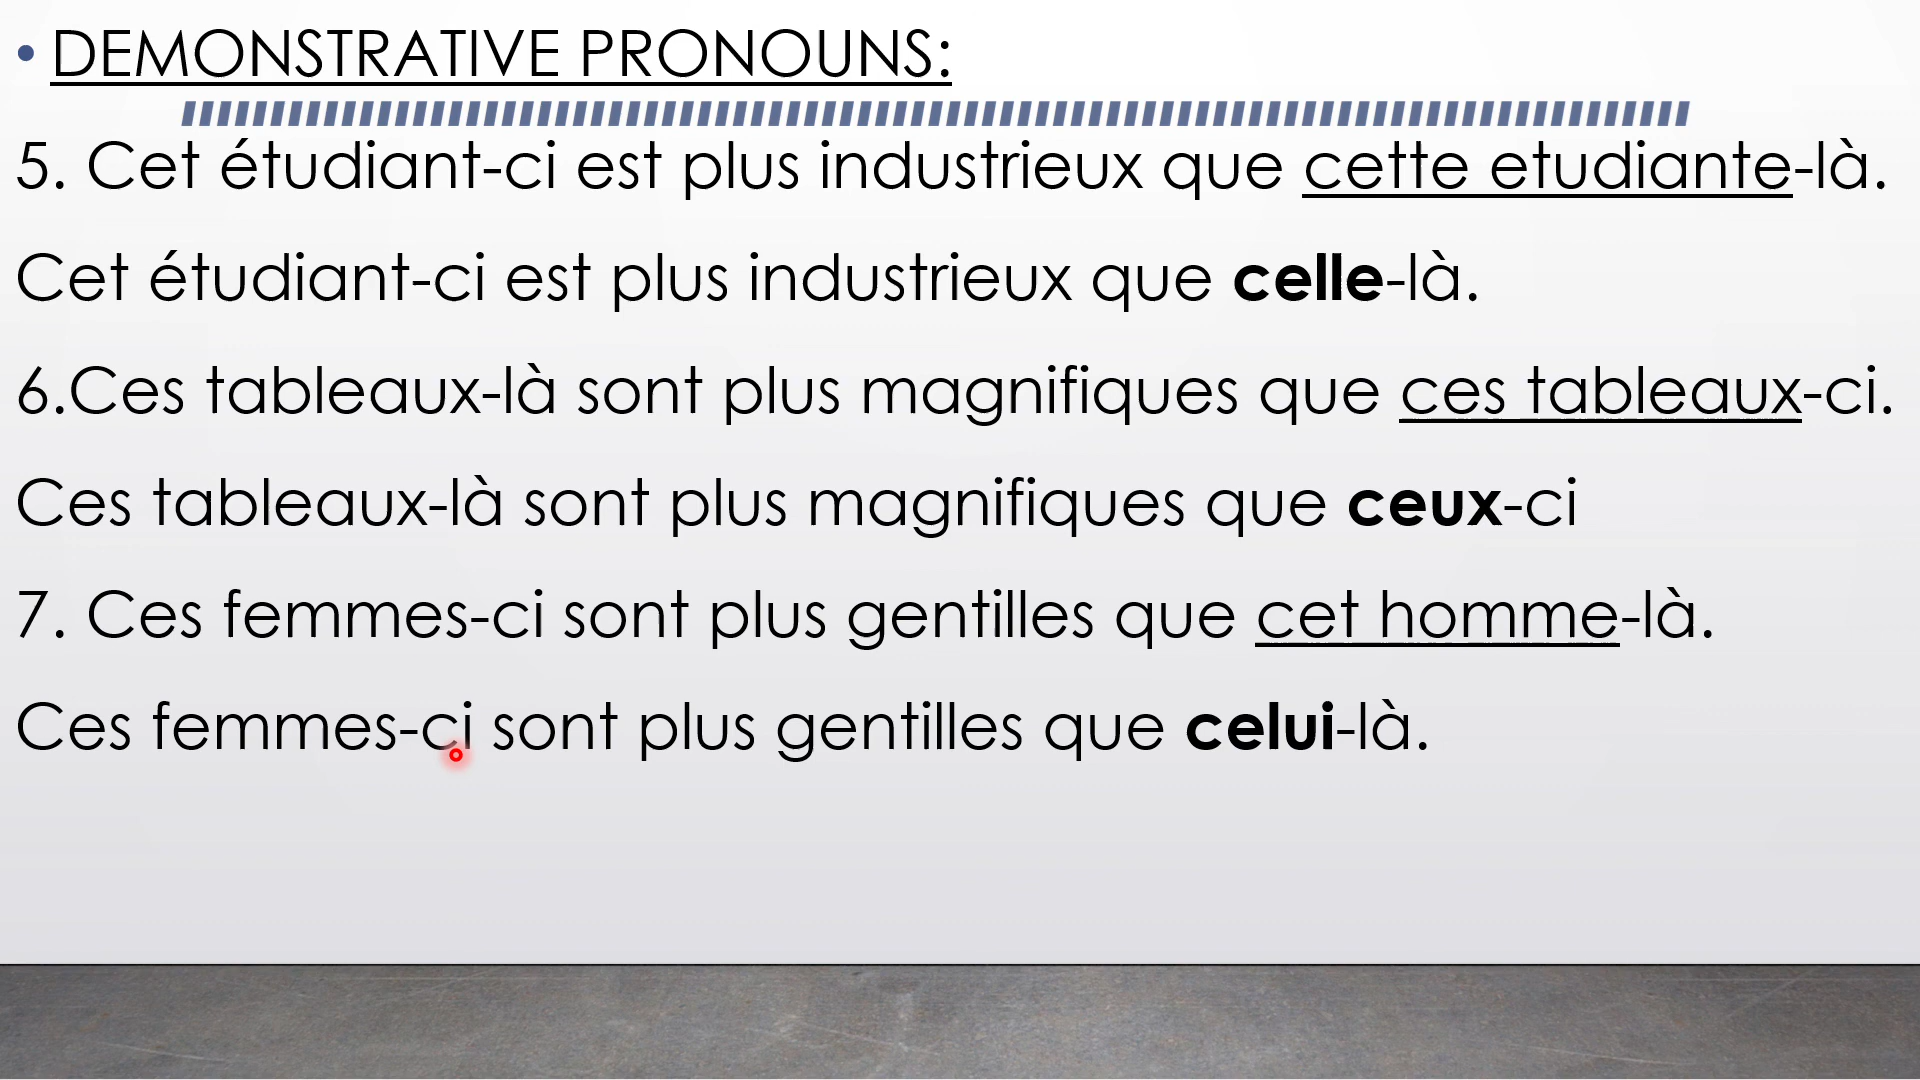 • DEMONSTRATIVE PRONOUNS:
5. Cet étudiant-ci est plus industrieux que cette etudiante-là.
Cet étudiant-ci est plus industrieux que celle-là.
6.Ces tableaux-là sont plus magnifiques que ces tableaux-ci.
Ces tableaux-là sont plus magnifiques que ceux-ci
7. Ces femmes-ci sont plus gentilles que cet homme-là.
Ces femmes-ci sont plus gentilles que celui-là.